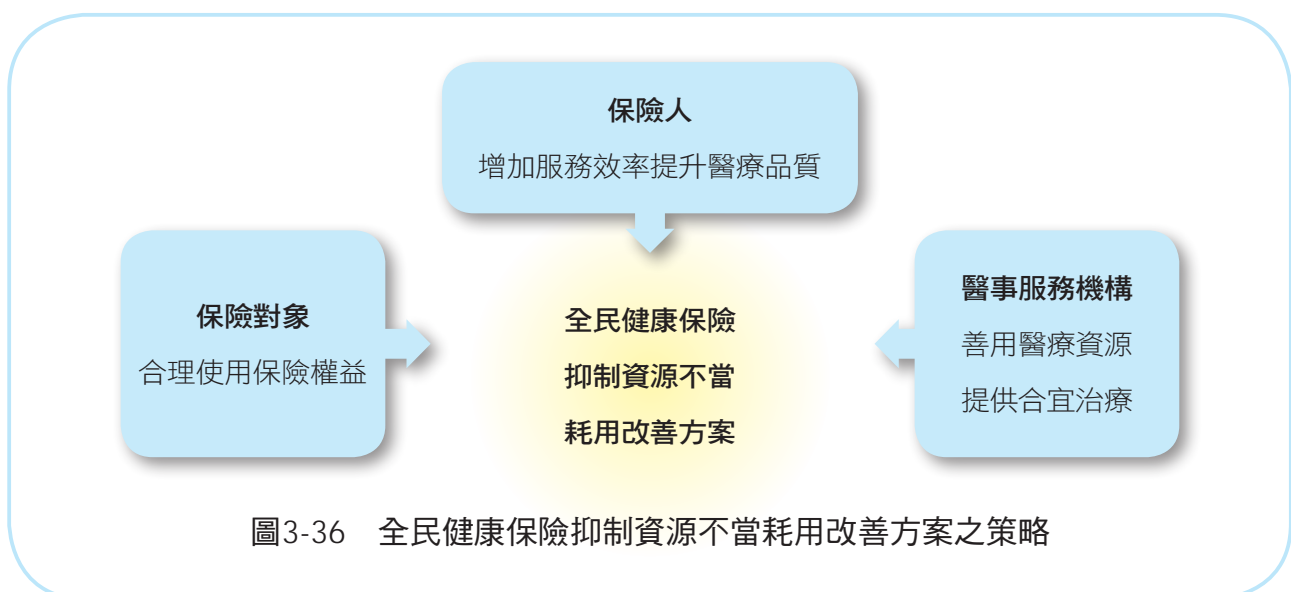 保險人
增加服務效率提升醫療品質
保險對象
合理使用保險權益
全民健康保險
抑制資源不當
耗用改善方案
醫事服務機構
善用醫療資源
提供合宜治療
圖3-36　全民健康保險抑制資源不當耗用改善方案之策略